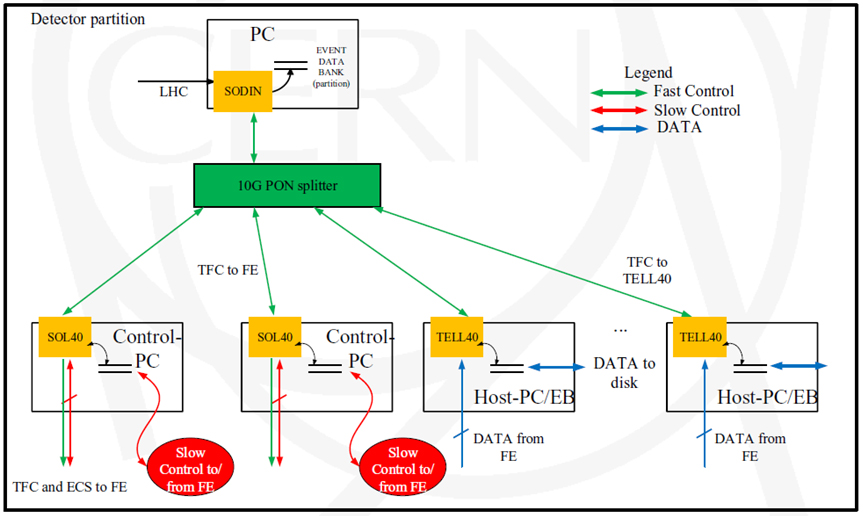 Detector partition
PC
EVENT
DATA
BANK
(partition)
LHC
SODIN
Legend
Fast Control
Slow Control
DATA
CERN
10G PON splitter
TFC to FE
TFC to
TELL40
SOL40
Control-
PC
SOL40
Control-
PC
TELL40
Host-PC/EB
...
DATA to
disk
TELL40
Host-PC/EB
Slow
Control to/
from FE
Slow
Control to/
from FE
DATA from
FE
DATA from
FE
TFC and ECS to FE